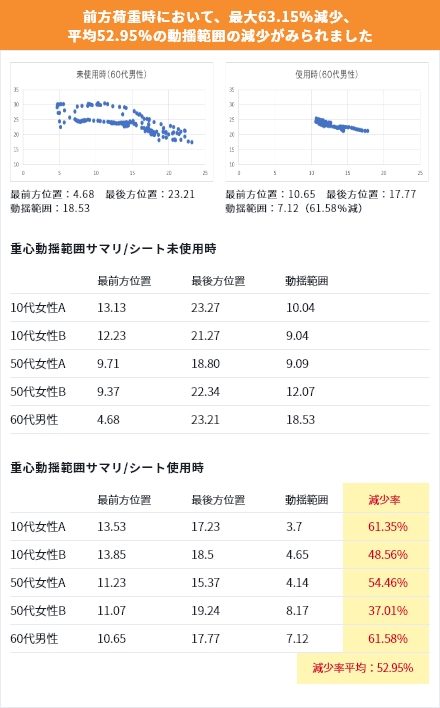 前方荷重時において、最大63.15%減少、
平均52.95%の動揺範囲の減少がみられました
未使用時(60代男性)
35
30
25
20
15
10
0 5 10 15 20 25
使用時(60代男性)
35
30
25
20
15
10
0 5 10 15 20 25
最前方位置：4.68 最後方位置：23.21
動揺範囲：18.53
最前方位置：10.65 最後方位置：17.77
動揺範囲：7.12（61.58%減）
重心動揺範囲サマリ/シート未使用時
最前方位置 最後方位置 動揺範囲
10代女性A 13.13 23.27 10.04
10代女性B 12.23 21.27 9.04
50代女性A 9.71 18.80 9.09
50代女性B 9.37 22.34 12.07
60代男性 4.68 23.21 18.53
重心動揺範囲サマリ/シート使用時
最前方位置 最後方位置 動揺範囲 減少率
10代女性A 13.53 17.23 3.7 61.35%
10代女性B 13.85 18.5 4.65 48.56%
50代女性A 11.23 15.37 4.14 54.46%
50代女性B 11.07 19.24 8.17 37.01%
60代男性 10.65 17.77 7.12 61.58%
減少率平均：52.95%